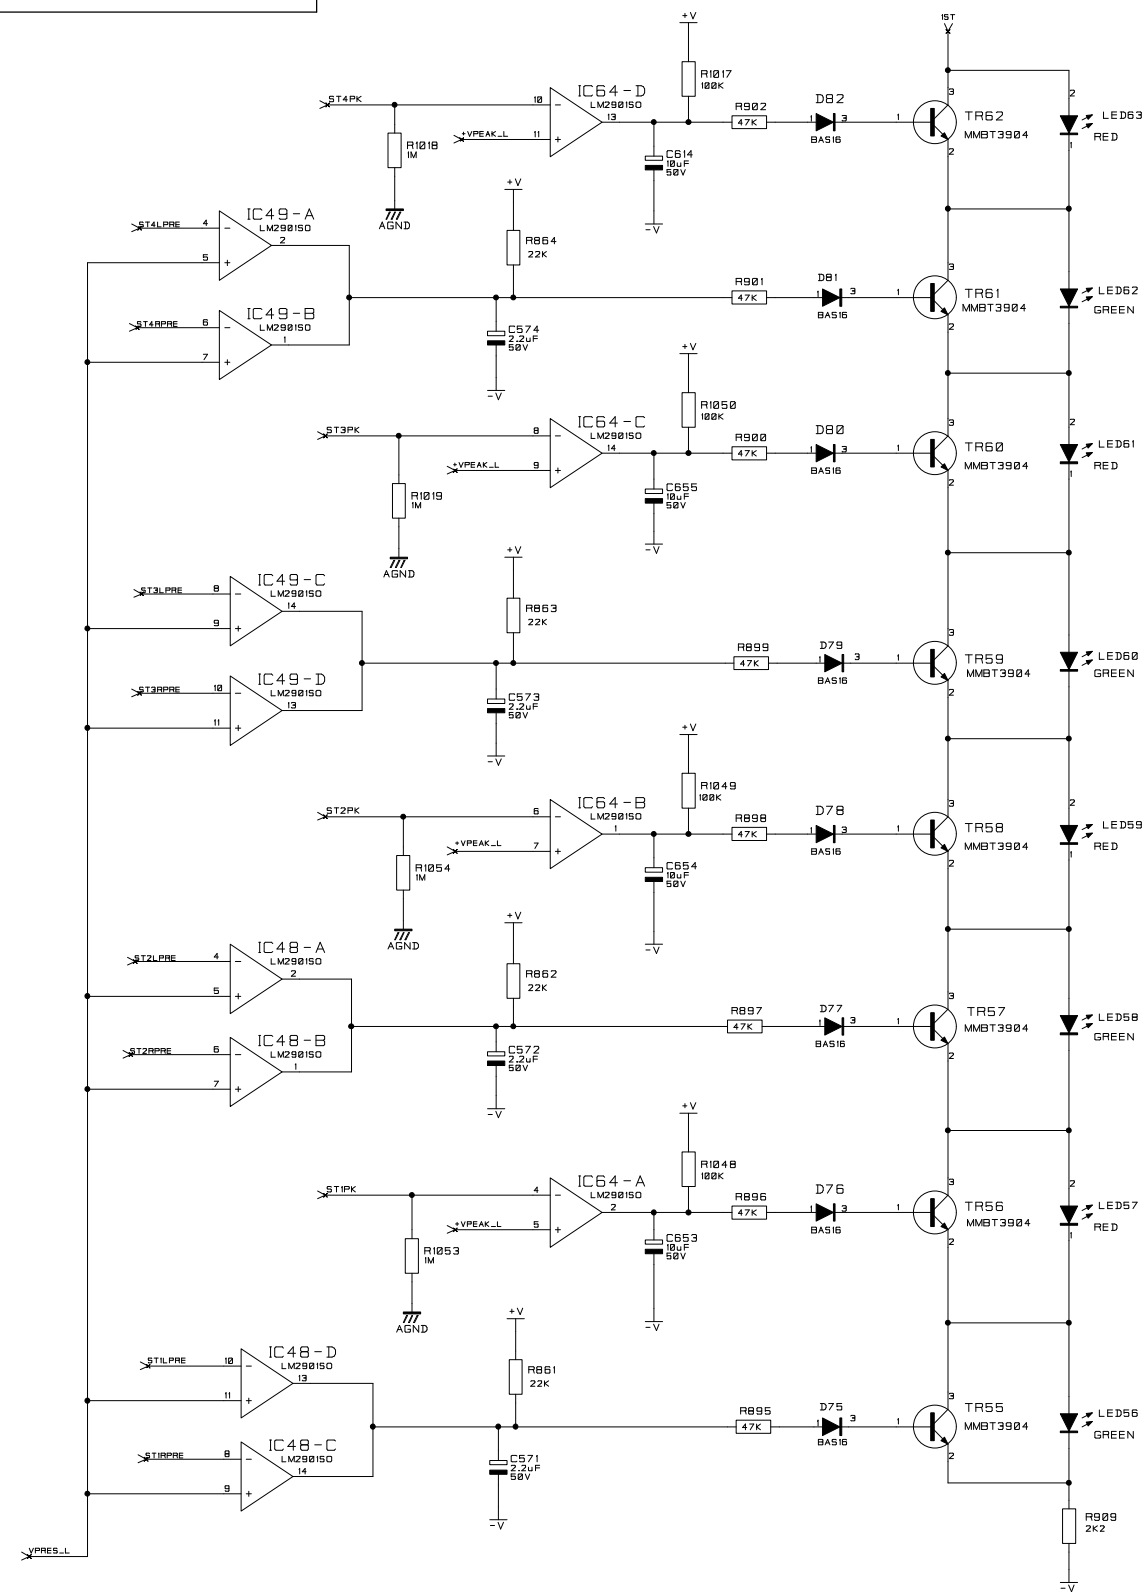 +V
1ST
R1017
100K
ST4PK
10
IC64-D
LM2901SO
13
+VPEAK_L
11
R902
47K
D82
1
3
BAS16
1
3
TR62
MMBT3904
2
2
LED63
1
RED
R1018
1M
C614
10uF
50V
AGND
-V
+V
IC49-A
LM2901SO
ST4LPRE
4
2
5
R864
22K
IC49-B
LM2901SO
ST4RPRE
6
1
7
C574
2.2uF
50V
-V
R901
47K
D81
1
3
BAS16
1
3
TR61
MMBT3904
2
LED62
GREEN
+V
R1050
100K
ST3PK
8
IC64-C
LM2901SO
14
+VPEAK_L
9
R900
47K
D80
1
3
BAS16
1
3
TR60
MMBT3904
2
2
LED61
1
RED
R1019
1M
C655
10uF
50V
AGND
-V
+V
IC49-C
LM2901SO
ST3LPRE
8
14
9
R863
22K
IC49-D
LM2901SO
ST3RPRE
10
13
11
C573
2.2uF
50V
-V
R899
47K
D79
1
3
BAS16
1
3
TR59
MMBT3904
2
LED60
GREEN
+V
R1049
100K
ST2PK
6
IC64-B
LM2901SO
1
+VPEAK_L
7
R898
47K
D78
1
3
BAS16
1
3
TR58
MMBT3904
2
2
LED59
1
RED
R1054
1M
C654
10uF
50V
AGND
-V
+V
IC48-A
LM2901SO
ST2LPRE
4
2
5
R862
22K
IC48-B
LM2901SO
ST2RPRE
6
1
7
C572
2.2uF
50V
-V
R897
47K
D77
1
3
BAS16
1
3
TR57
MMBT3904
2
LED58
GREEN
+V
R1048
100K
ST1PK
4
IC64-A
LM2901SO
2
+VPEAK_L
5
R896
47K
D76
1
3
BAS16
1
3
TR56
MMBT3904
2
2
LED57
1
RED
R1053
1M
C653
10uF
50V
AGND
-V
+V
IC48-D
LM2901SO
ST1LPRE
10
13
11
R861
22K
IC48-C
LM2901SO
ST1RPRE
8
14
9
C571
2.2uF
50V
-V
R895
47K
D75
1
3
BAS16
1
3
TR55
MMBT3904
2
LED56
GREEN
R909
2K2
-V
VPRES_L